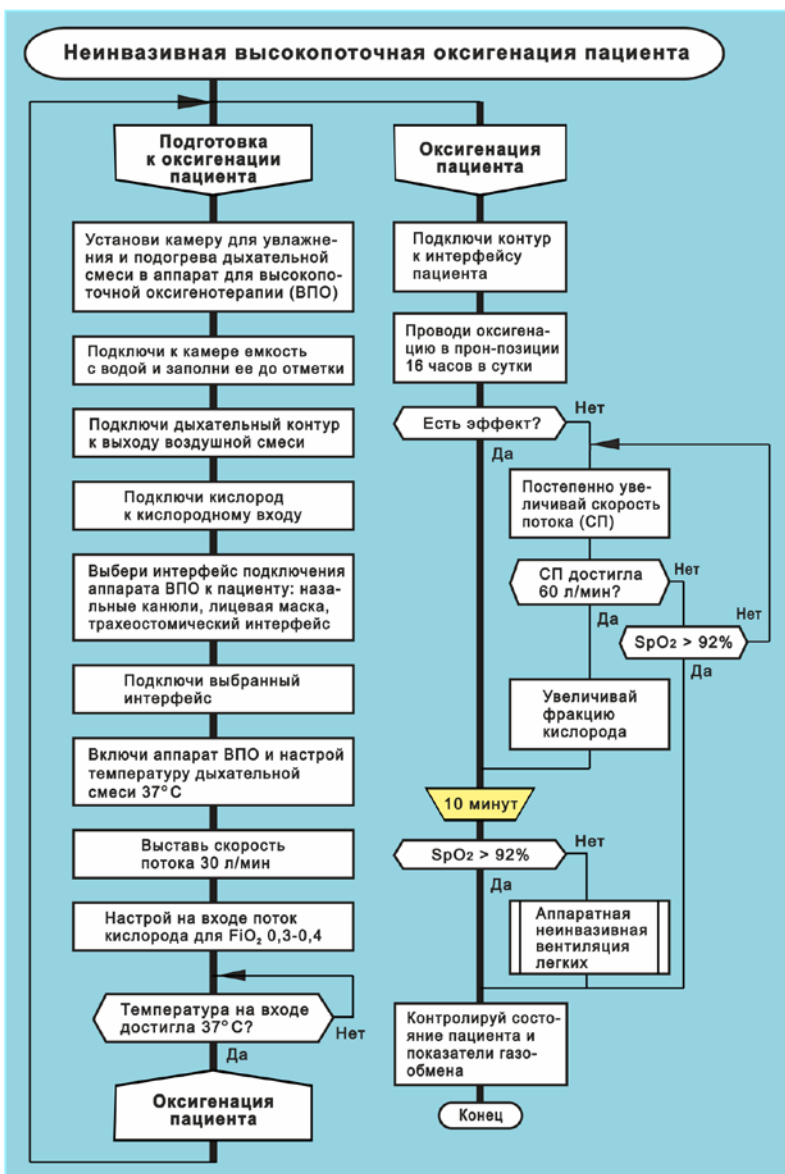 Неинвазивная высокопоточная оксигенация пациента
Подготовка
к оксигенации
пациента
Установи камеру для увлажне-
ния и подогрева дыхательной
смеси в аппарат для высокопо-
точной оксигенотерапии (ВПО)
Подключи к камере емкость
с водой и заполни ее до отметки
Подключи дыхательный контур
к выходу воздушной смеси
Подключи кислород
к кислородному входу
Выбери интерфейс подключения
аппарата ВПО к пациенту: наза-
льные канюли, лицевая маска,
трахеостомический интерфейс
Подключи выбранный
интерфейс
Включи аппарат ВПО и настрой
температуру дыхательной
смеси 37°C
Выставь скорость
потока 30 л/мин
Настрой на входе поток
кислорода для FiO₂ 0,3-0,4
Температура на входе
достигла 37°C?
Нет
Да
Оксигенация
пациента
Оксигенация
пациента
Подключи контур
к интерфейсу
пациента
Проводи оксигена-
цию в прон-позиции
16 часов в сутки
Есть эффект?
Нет
Да
Постепенно уве-
личивай скорость
потока (СП)
СП достигла
60 л/мин?
Нет
Да
SpO2 > 92%
Нет
Да
Увеличивай
фракцию
кислорода
10 минут
SpO2 > 92%
Нет
Да
Аппаратная
неинвазивная
вентиляция
легких
Контролируй состо-
яние пациента и
показатели газо-
обмена
Конец